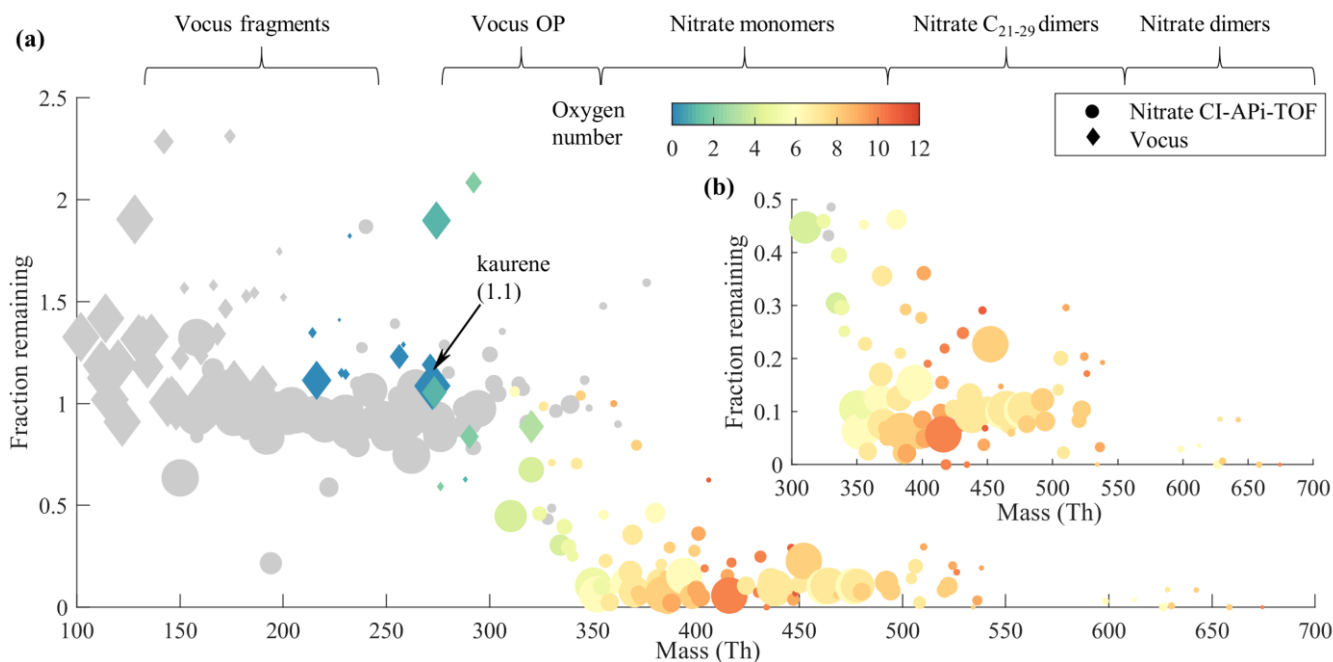 (a)
Vocus fragments
Vocus OP
Nitrate monomers
Nitrate C21-29 dimers
Nitrate dimers
Oxygen
number
0 2 4 6 8 10 12
Nitrate CI-APi-TOF
Vocus
2.5
2
1.5
1
0.5
0
Fraction remaining
kaurene
(1.1)
100 150 200 250 300 350 400 450 500 550 600 650 700
Mass (Th)
(b)
0.5
0.4
0.3
0.2
0.1
0
Fraction remaining
300 350 400 450 500 550 600 650 700
Mass (Th)